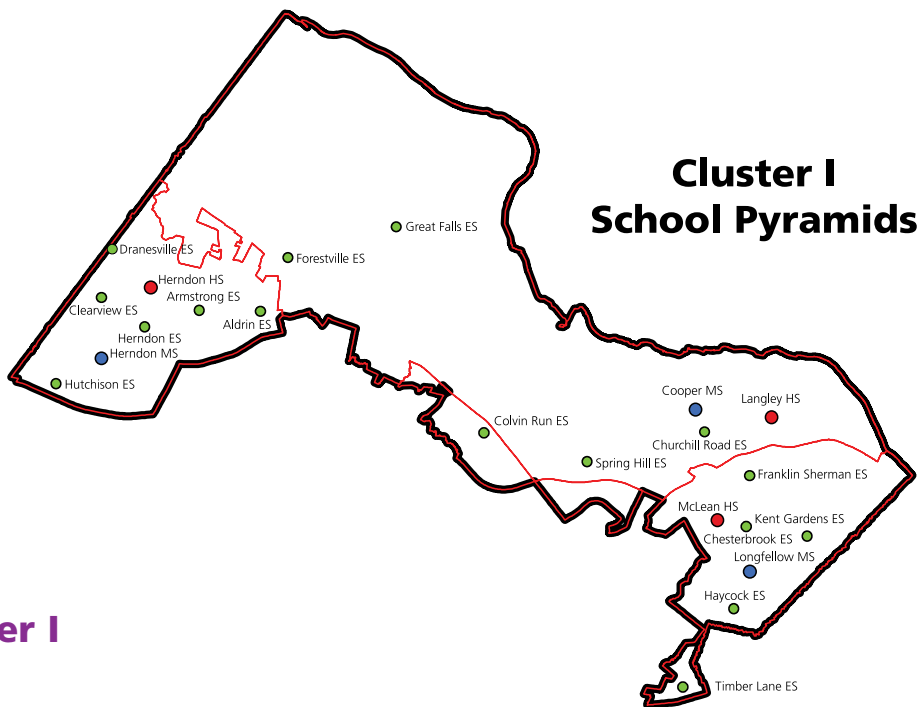 Cluster I
School Pyramids
Great Falls ES
Dranesville ES
Forestville ES
Herndon HS
Armstrong ES
Clearview ES
Aldrin ES
Herndon ES
Herndon MS
Hutchison ES
Cooper MS
Langley HS
Colvin Run ES
Churchill Road ES
Spring Hill ES
Franklin Sherman ES
McLean HS
Kent Gardens ES
Chesterbrook ES
Longfellow MS
Haycock ES
er I
Timber Lane ES